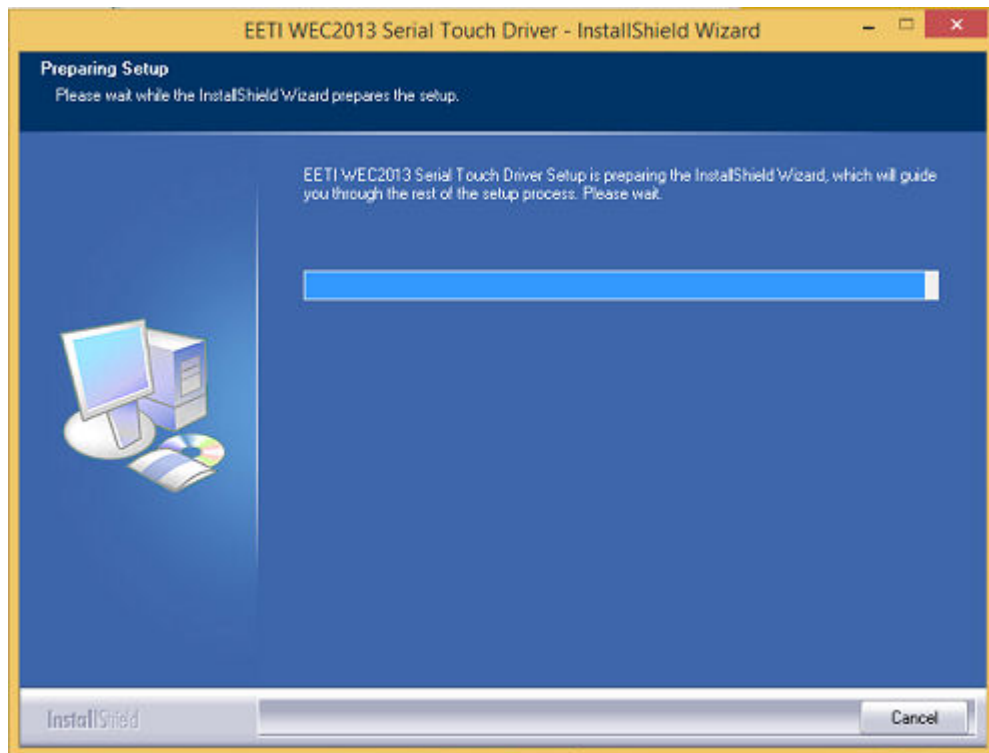 EETI WEC2013 Serial Touch Driver - InstallShield Wizard
Preparing Setup
Please wait while the InstallShield Wizard prepares the setup.
EETI WEC2013 Serial Touch Driver Setup is preparing the InstallShield Wizard, which will guide
you through the rest of the setup process. Please wait.
InstallShield
Cancel